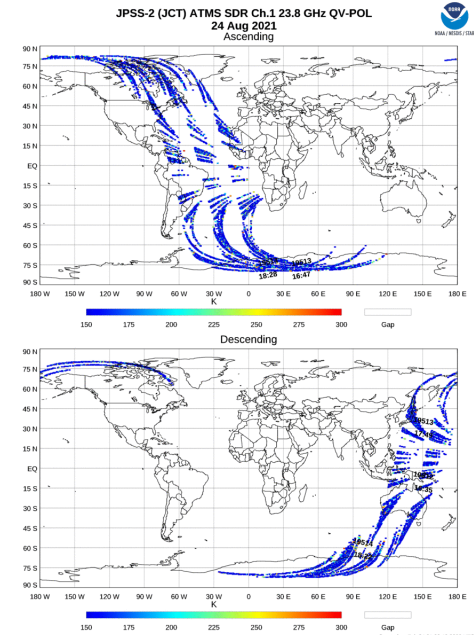 JPSS-2 (JCT) ATMS SDR Ch.1 23.8 GHz QV-POL
24 Aug 2021
NOAA
NOAA / NESDIS / STAR
Ascending
90 N
75 N
60 N
45 N
30 N
15 N
EQ
15 S
30 S
45 S
60 S
75 S
90 S
18:28 16:47
180 W 150 W 120 W 90 W 60 W 30 W 0 30 E 60 E 90 E 120 E 150 E 180 E
K
150 175 200 225 250 275 300 Gap
Descending
90 N
75 N
60 N
45 N
30 N
15 N
EQ
15 S
30 S
45 S
60 S
75 S
90 S
180 W 150 W 120 W 90 W 60 W 30 W 0 30 E 60 E 90 E 120 E 150 E 180 E
K
150 175 200 225 250 275 300 Gap